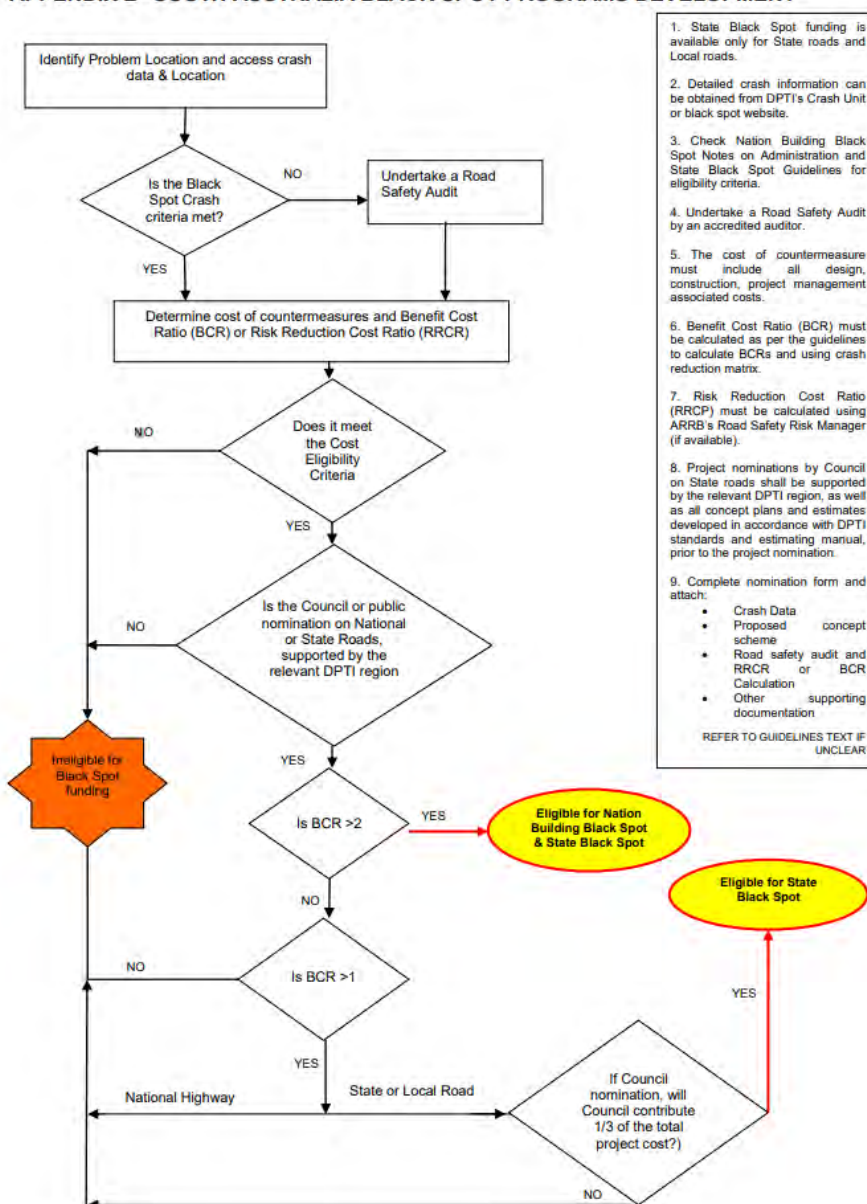 Identify Problem Location and access crash
data & Location
Is the Black
Spot Crash
criteria met?
NO
Undertake a Road
Safety Audit
YES
Determine cost of countermeasures and Benefit Cost
Ratio (BCR) or Risk Reduction Cost Ratio (RRCR)
NO
Does it meet
the Cost
Eligibility
Criteria
YES
NO
Is the Council or public
nomination on National
or State Roads,
supported by the
relevant DPTI region
YES
Ineligible for
Black Spot
funding
Is BCR >2
YES
Eligible for Nation
Building Black Spot
& State Black Spot
NO
Eligible for State
Black Spot
NO
Is BCR >1
YES
YES
National Highway
State or Local Road
If Council
nomination, will
Council contribute
1/3 of the total
project cost?)
NO
1. State Black Spot funding is
available only for State roads and
Local roads.
2. Detailed crash information can
be obtained from DPTI's Crash Unit
or black spot website.
3. Check Nation Building Black
Spot Notes on Administration and
State Black Spot Guidelines for
eligibility criteria.
4. Undertake a Road Safety Audit
by an accredited auditor.
5. The cost of countermeasure
must include all design,
construction, project management
associated costs.
6. Benefit Cost Ratio (BCR) must
be calculated as per the guidelines
to calculate BCRs and using crash
reduction matrix.
7. Risk Reduction Cost Ratio
(RRCP) must be calculated using
ARRB's Road Safety Risk Manager
(if available).
8. Project nominations by Council
on State roads shall be supported
by the relevant DPTI region, as well
as all concept plans and estimates
developed in accordance with DPTI
standards and estimating manual,
prior to the project nomination.
9. Complete nomination form and
attach:
• Crash Data
• Proposed concept
scheme
• Road safety audit and
RRCR or BCR
Calculation
• Other supporting
documentation
REFER TO GUIDELINES TEXT IF
UNCLEAR